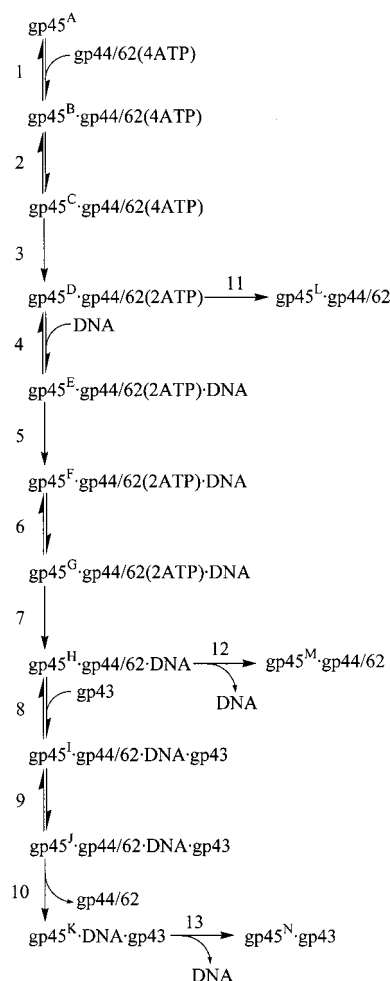 gp45^A
1 gp44/62(4ATP)
gp45^B·gp44/62(4ATP)
2
gp45^C·gp44/62(4ATP)
3
gp45^D·gp44/62(2ATP) 11 gp45^L·gp44/62
4 DNA
gp45^E·gp44/62(2ATP)·DNA
5
gp45^F·gp44/62(2ATP)·DNA
6
gp45^G·gp44/62(2ATP)·DNA
7
gp45^H·gp44/62·DNA 12 gp45^M·gp44/62
8 gp43 DNA
gp45^I·gp44/62·DNA·gp43
9
gp45^J·gp44/62·DNA·gp43
10 gp44/62
gp45^K·DNA·gp43 13 gp45^N·gp43
DNA